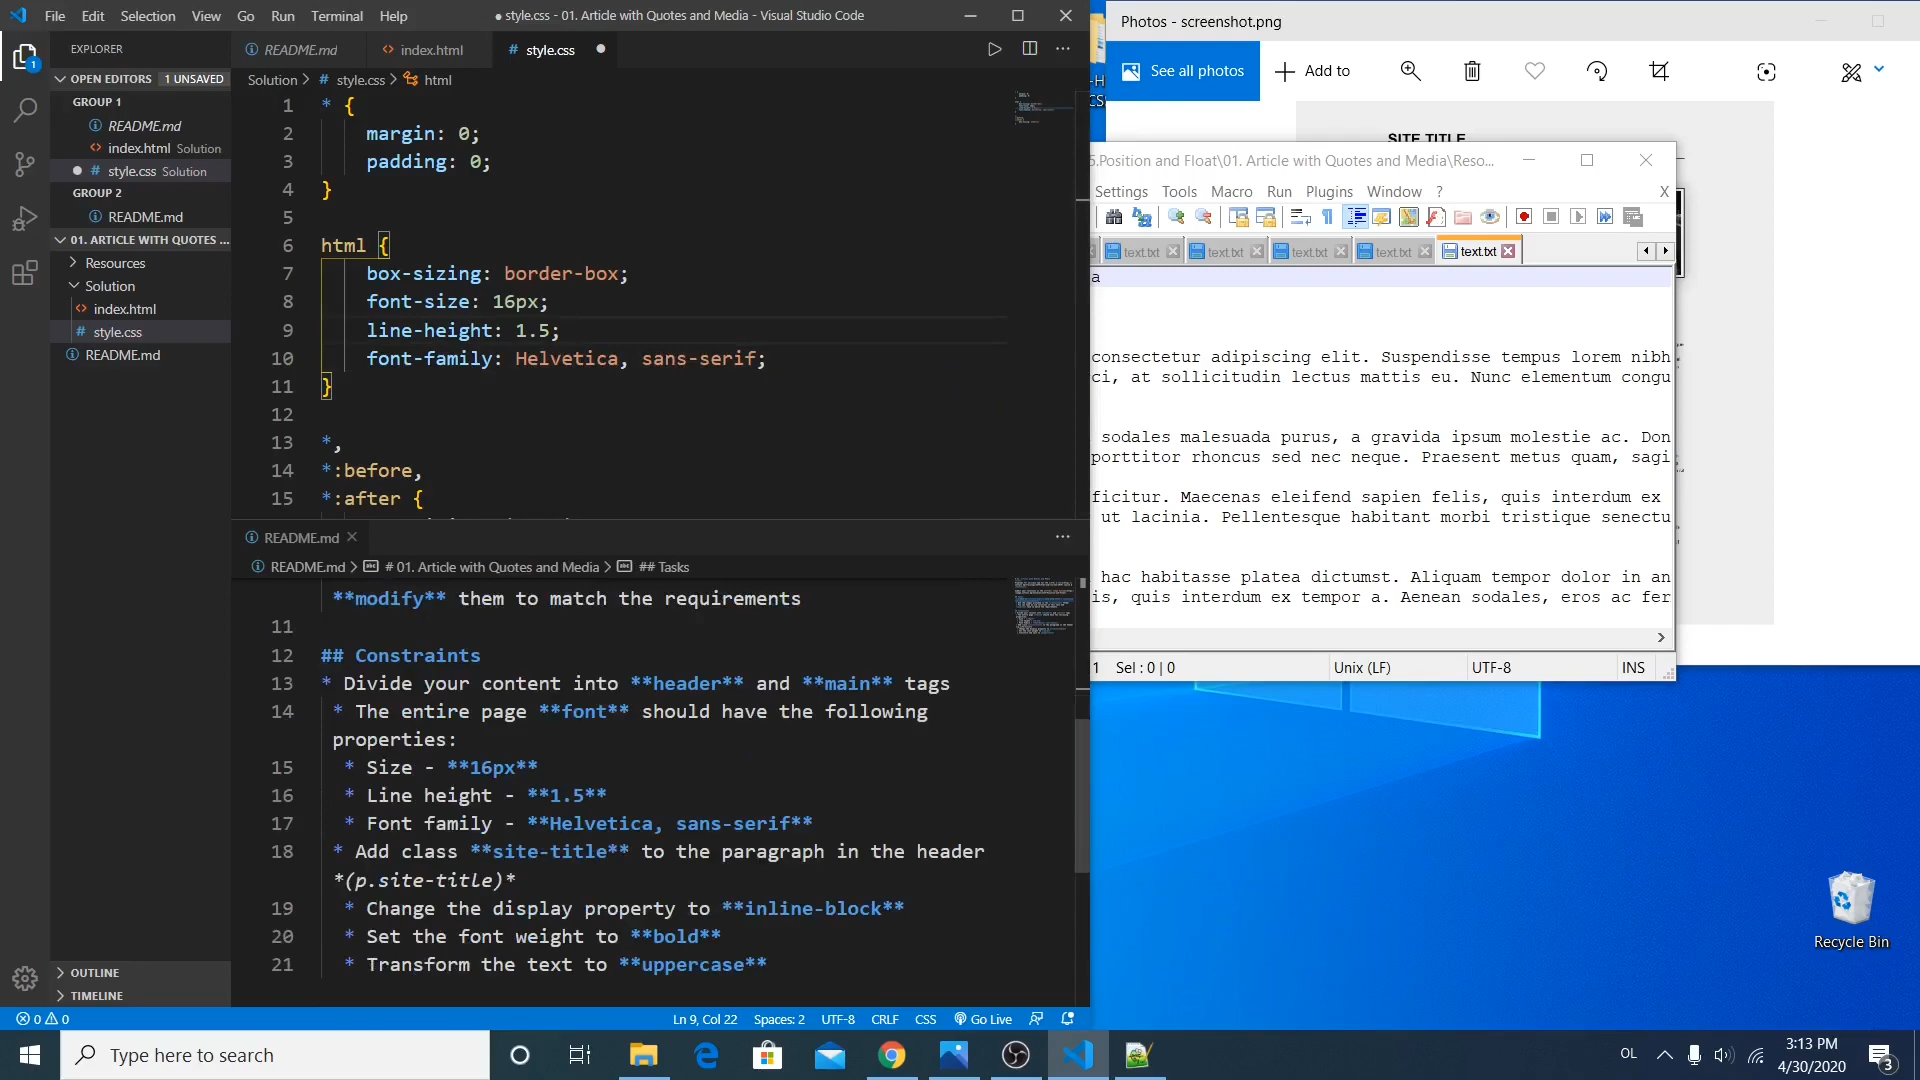 File Edit Selection View Go Run Terminal Help
● style.css - 01. Article with Quotes and Media - Visual Studio Code
EXPLORER
OPEN EDITORS 1 UNSAVED
GROUP 1
README.md
index.html Solution
style.css Solution
GROUP 2
README.md
01. ARTICLE WITH QUOTES ...
Resources
Solution
index.html
style.css
README.md
OUTLINE
TIMELINE
README.md index.html # style.css
Solution > # style.css > html
1 * {
2 margin: 0;
3 padding: 0;
4 }
5
6 html {
7 box-sizing: border-box;
8 font-size: 16px;
9 line-height: 1.5;
10 font-family: Helvetica, sans-serif;
11 }
12
13 *,
14 *:before,
15 *:after {
README.md
README.md > # 01. Article with Quotes and Media > ## Tasks
**modify** them to match the requirements
11
12 ## Constraints
13 * Divide your content into **header** and **main** tags
14 * The entire page **font** should have the following
properties:
15 * Size - **16px**
16 * Line height - **1.5**
17 * Font family - **Helvetica, sans-serif**
18 * Add class **site-title** to the paragraph in the header
*(p.site-title)*
19 * Change the display property to **inline-block**
20 * Set the font weight to **bold**
21 * Transform the text to **uppercase**
0 0 Ln 9, Col 22 Spaces: 2 UTF-8 CRLF CSS Go Live
Photos - screenshot.png
See all photos Add to
SITE TITLE
5.Position and Float\01. Article with Quotes and Media\Reso...
Settings Tools Macro Run Plugins Window ? X
text.txt text.txt text.txt text.txt text.txt
a
consectetur adipiscing elit. Suspendisse tempus lorem nibh
ci, at sollicitudin lectus mattis eu. Nunc elementum congu
sodales malesuada purus, a gravida ipsum molestie ac. Don
porttitor rhoncus sed nec neque. Praesent metus quam, sagi
ficitur. Maecenas eleifend sapien felis, quis interdum ex
ut lacinia. Pellentesque habitant morbi tristique senectu
hac habitasse platea dictumst. Aliquam tempor dolor in an
is, quis interdum ex tempor a. Aenean sodales, eros ac fer
1 Sel : 0 | 0 Unix (LF) UTF-8 INS
Recycle Bin
Type here to search
OL
3:13 PM
4/30/2020
3